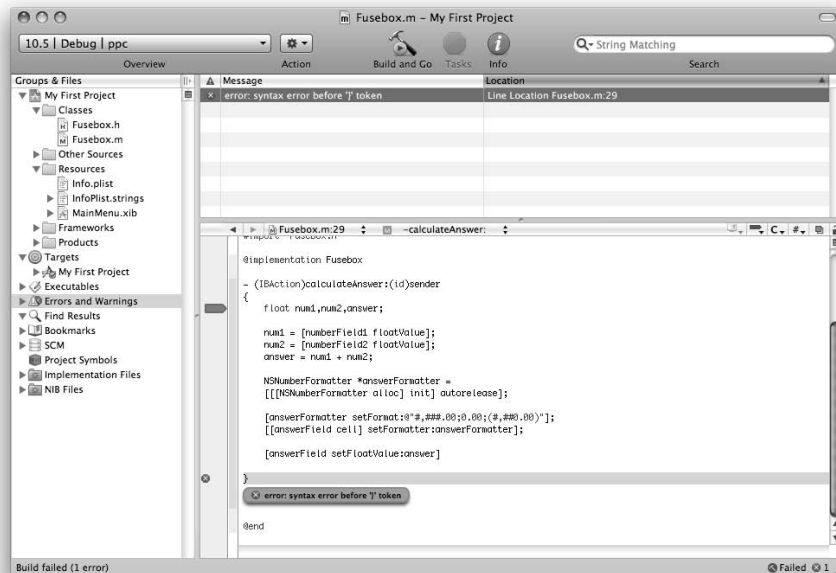 Fusebox.m – My First Project
10.5 | Debug | ppc
String Matching
Overview Action Build and Go Tasks Info Search
Groups & Files
My First Project
Classes
Fusebox.h
Fusebox.m
Other Sources
Resources
Info.plist
InfoPlist.strings
MainMenu.xib
Frameworks
Products
Targets
My First Project
Executables
Errors and Warnings
Find Results
Bookmarks
SCM
Project Symbols
Implementation Files
NIB Files
Message Location
error: syntax error before '}' token Line Location Fusebox.m:29
Fusebox.m:29 -calculateAnswer: C, #,
#import "Fusebox.h"
@implementation Fusebox
- (IBAction)calculateAnswer:(id)sender
{
float num1,num2,answer;
num1 = [numberField1 floatValue];
num2 = [numberField2 floatValue];
answer = num1 + num2;
NSNumberFormatter *answerFormatter =
[[[NSNumberFormatter alloc] init] autorelease];
[answerFormatter setFormat:@"#,###.00;0.00;(#,##0.00)"];
[[answerField cell] setFormatter:answerFormatter];
[answerField setFloatValue:answer]
}
error: syntax error before '}' token
@end
Build failed (1 error) Failed 1